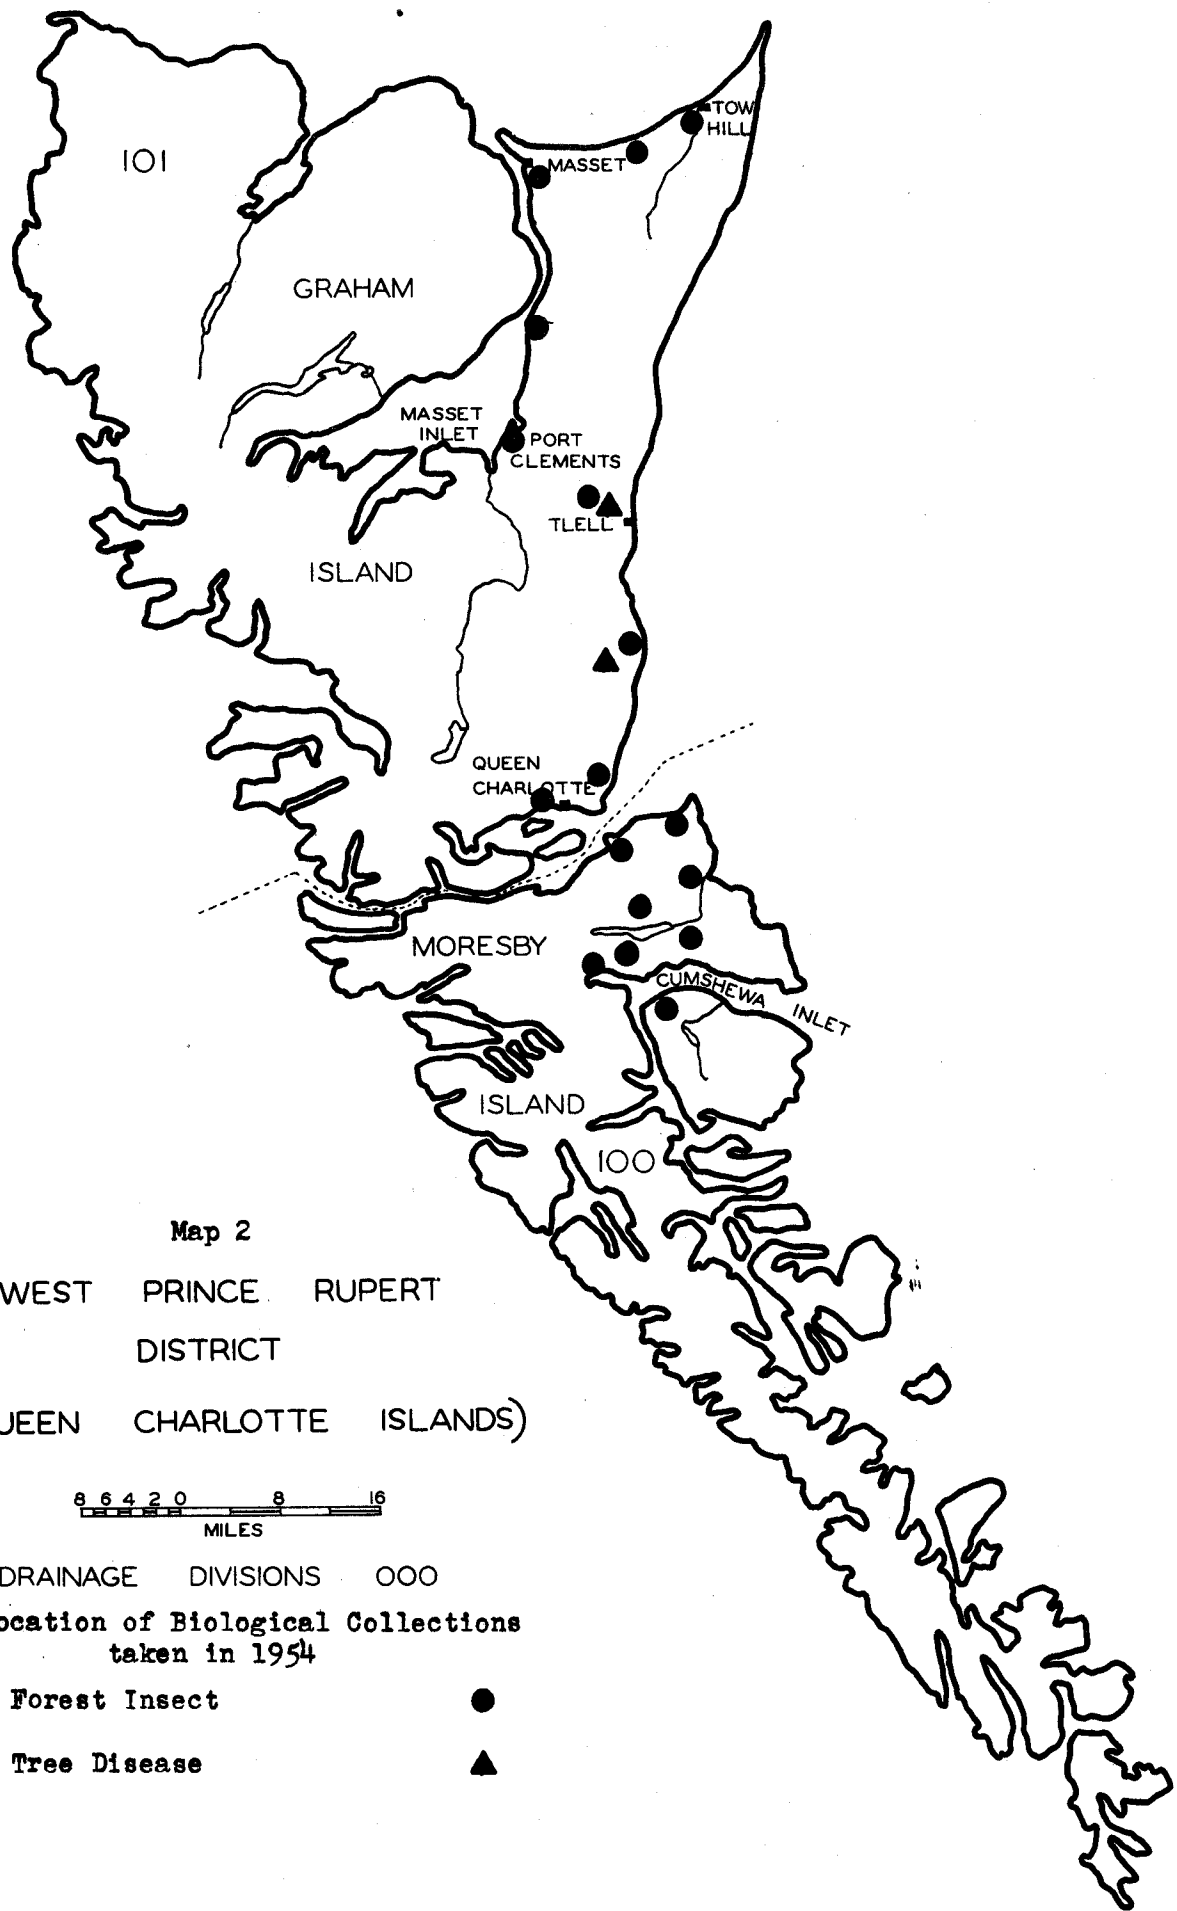 TOW
HILL
101
MASSET
GRAHAM
MASSET
INLET
PORT
CLEMENTS
TLELL
ISLAND
QUEEN
CHARLOTTE
MORESBY
CUMSHEWA INLET
ISLAND
100
Map 2
WEST PRINCE RUPERT
DISTRICT
UEEN CHARLOTTE ISLANDS)
8 6 4 2 0 8 16
MILES
DRAINAGE DIVISIONS 000
ocation of Biological Collections
taken in 1954
Forest Insect
Tree Disease